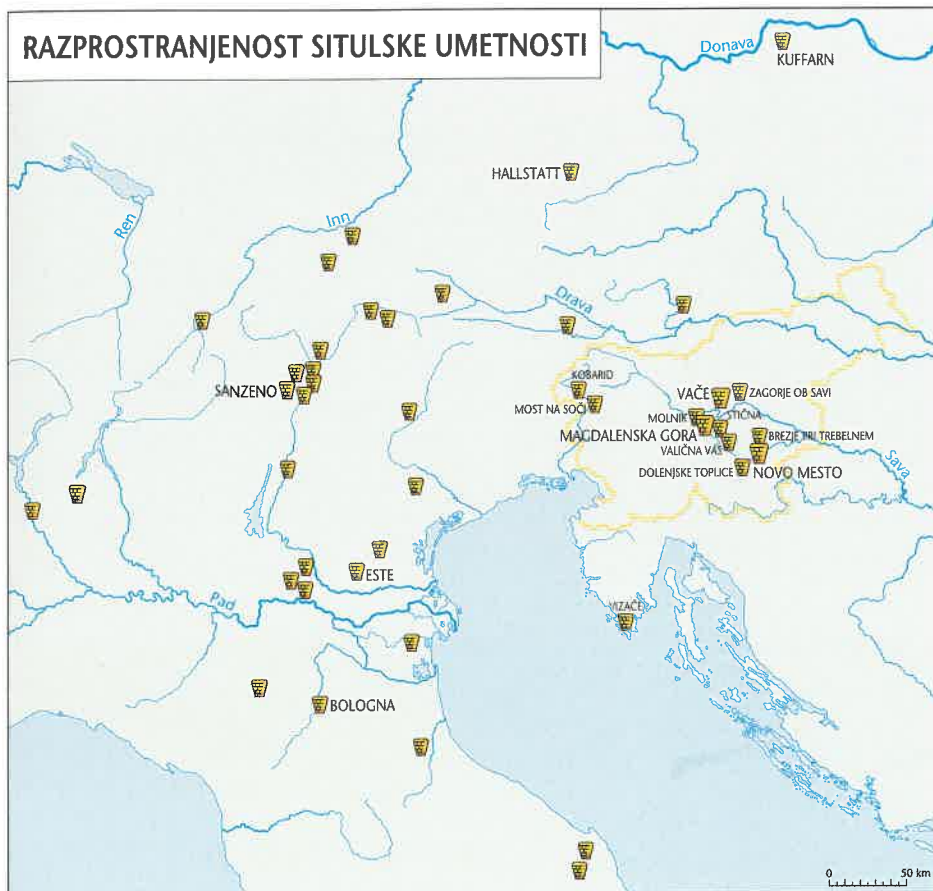 RAZPROSTRANJENOST SITULSKE UMETNOSTI
Donava
KUFFARN
HALLSTATT
Ren
Inn
Drava
SANZENO
KOBARID
MOST NA SOČI
VAČE
ZAGORJE OB SAVI
MOLNIK
STIČNA
MAGDALENSKA GORA
BREZJE PRI TREBELNEM
VALIČNA VAS
DOLENJSKE TOPLICE
NOVO MESTO
Sava
ESTE
Pad
VIZAČE
BOLOGNA
0 50 km